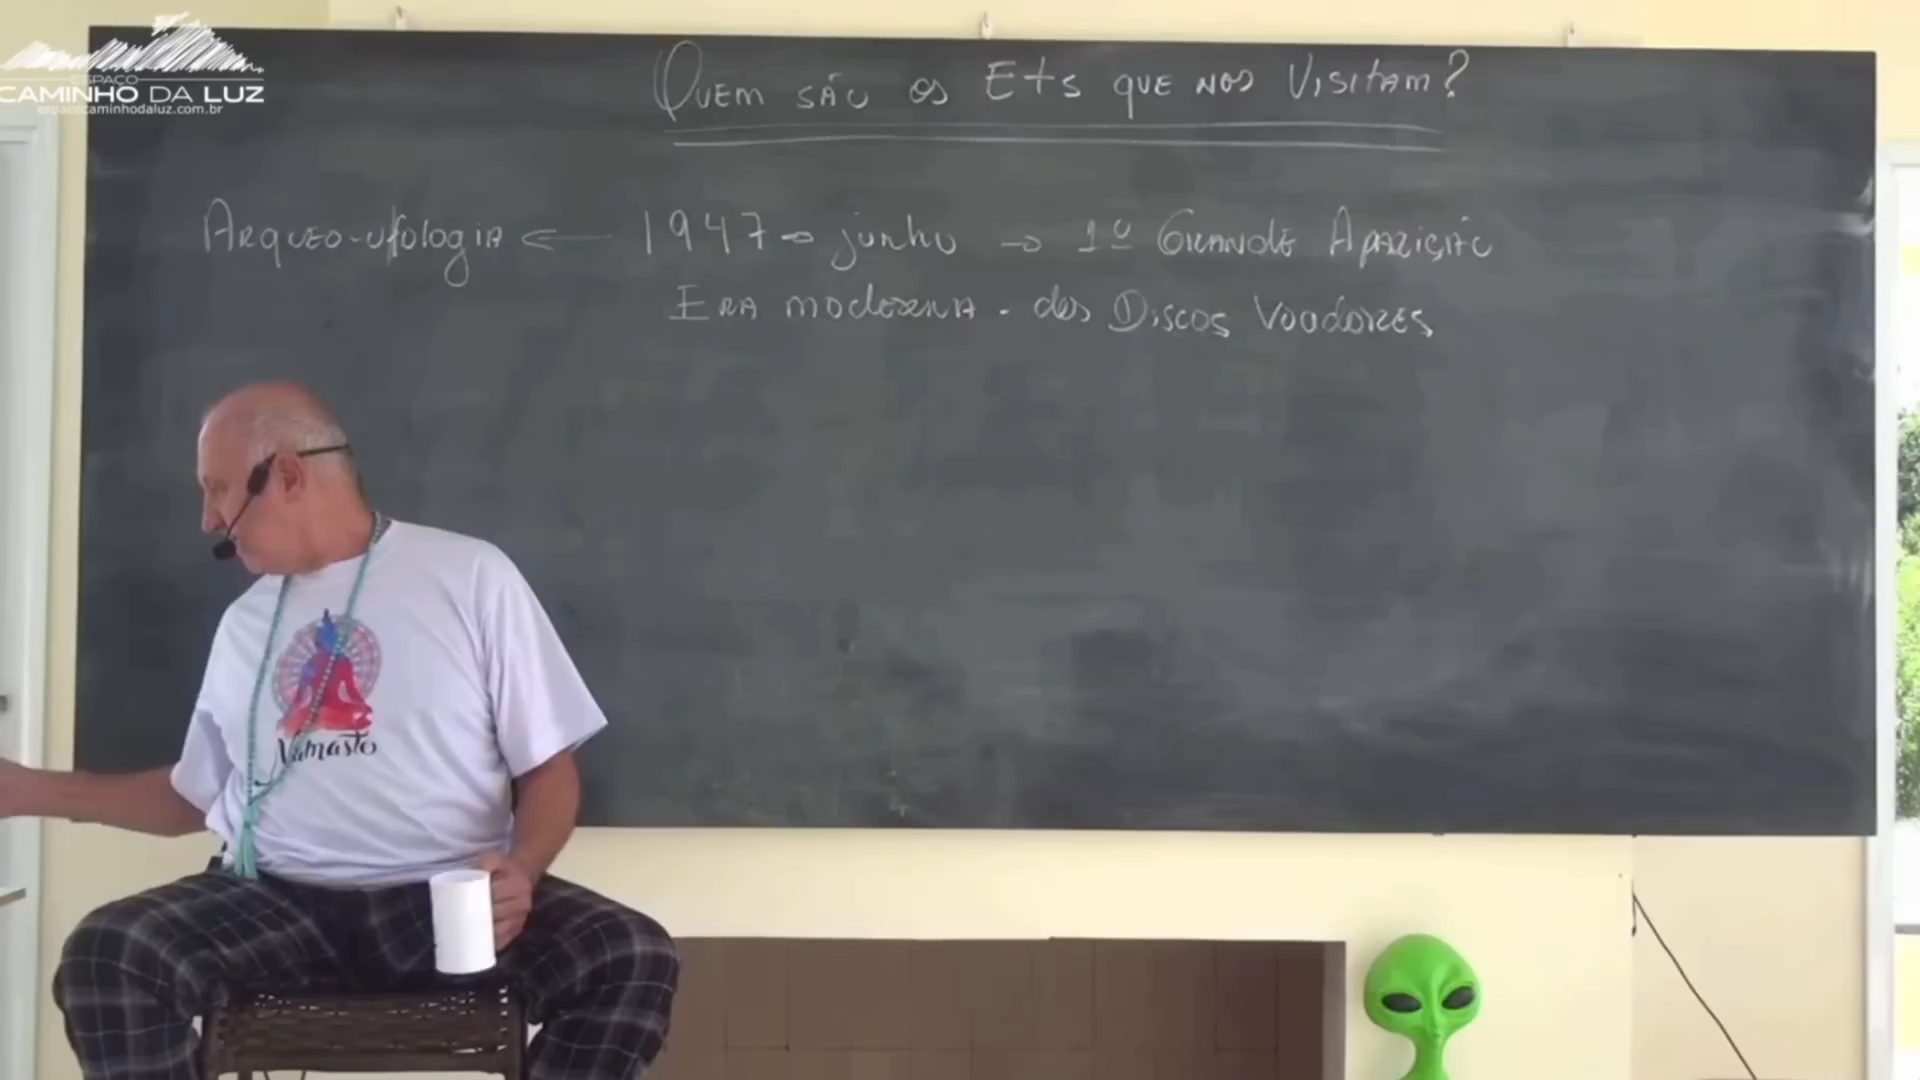 ESPAÇO
CAMINHO DA LUZ
espacocaminhodaluz.com.br
QUEM SÃO OS ETs QUE NOS VISITAM?
ARQUEO-UFOLOGIA ← 1947 → junho → 1º GRANDE APARIÇÃO
ERA MODERNA - dos DISCOS VOADORES
Namaste